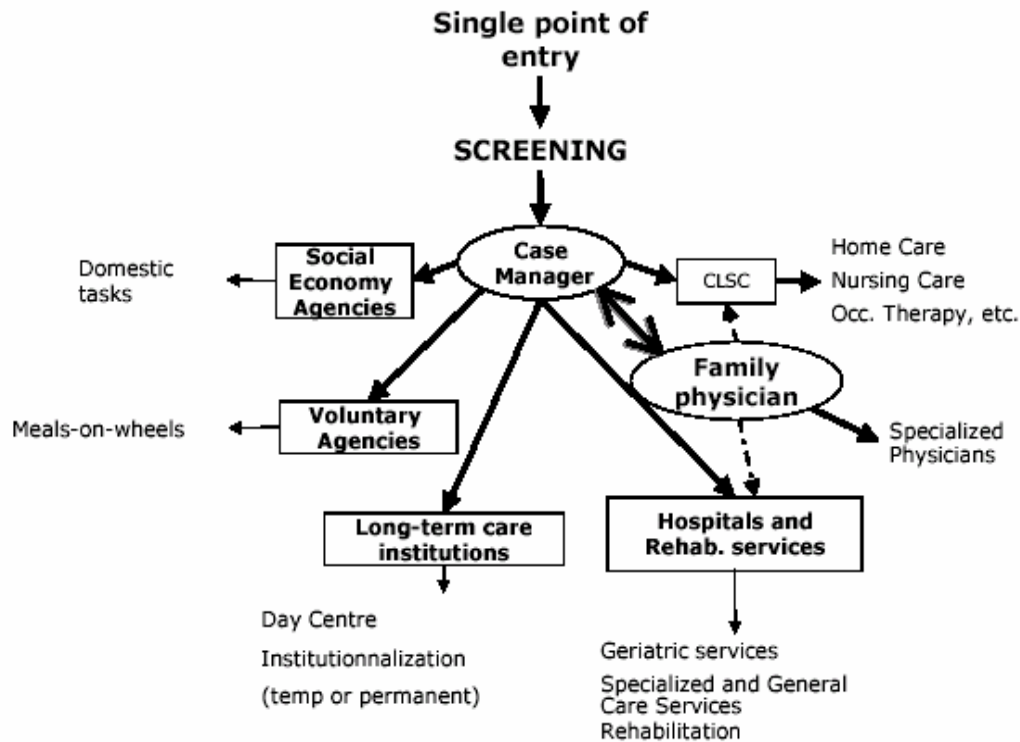 Single point of
entry
SCREENING
Case
Manager
Social
Economy
Agencies
Domestic
tasks
CLSC
Home Care
Nursing Care
Occ. Therapy, etc.
Family
physician
Voluntary
Agencies
Meals-on-wheels
Specialized
Physicians
Long-term care
institutions
Hospitals and
Rehab. services
Day Centre
Institutionnalization
(temp or permanent)
Geriatric services
Specialized and General
Care Services
Rehabilitation